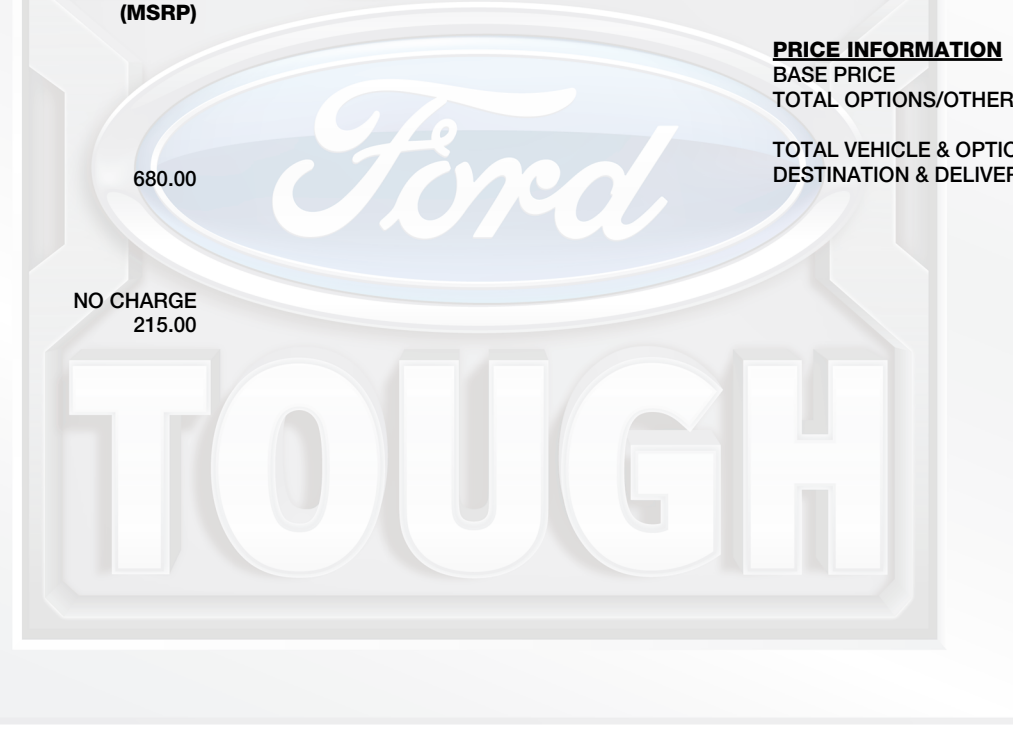 (MSRP)
PRICE INFORMATION
BASE PRICE
TOTAL OPTIONS/OTHER
TOTAL VEHICLE & OPTIO
DESTINATION & DELIVER
680.00
NO CHARGE
215.00
Ford
TOUGH